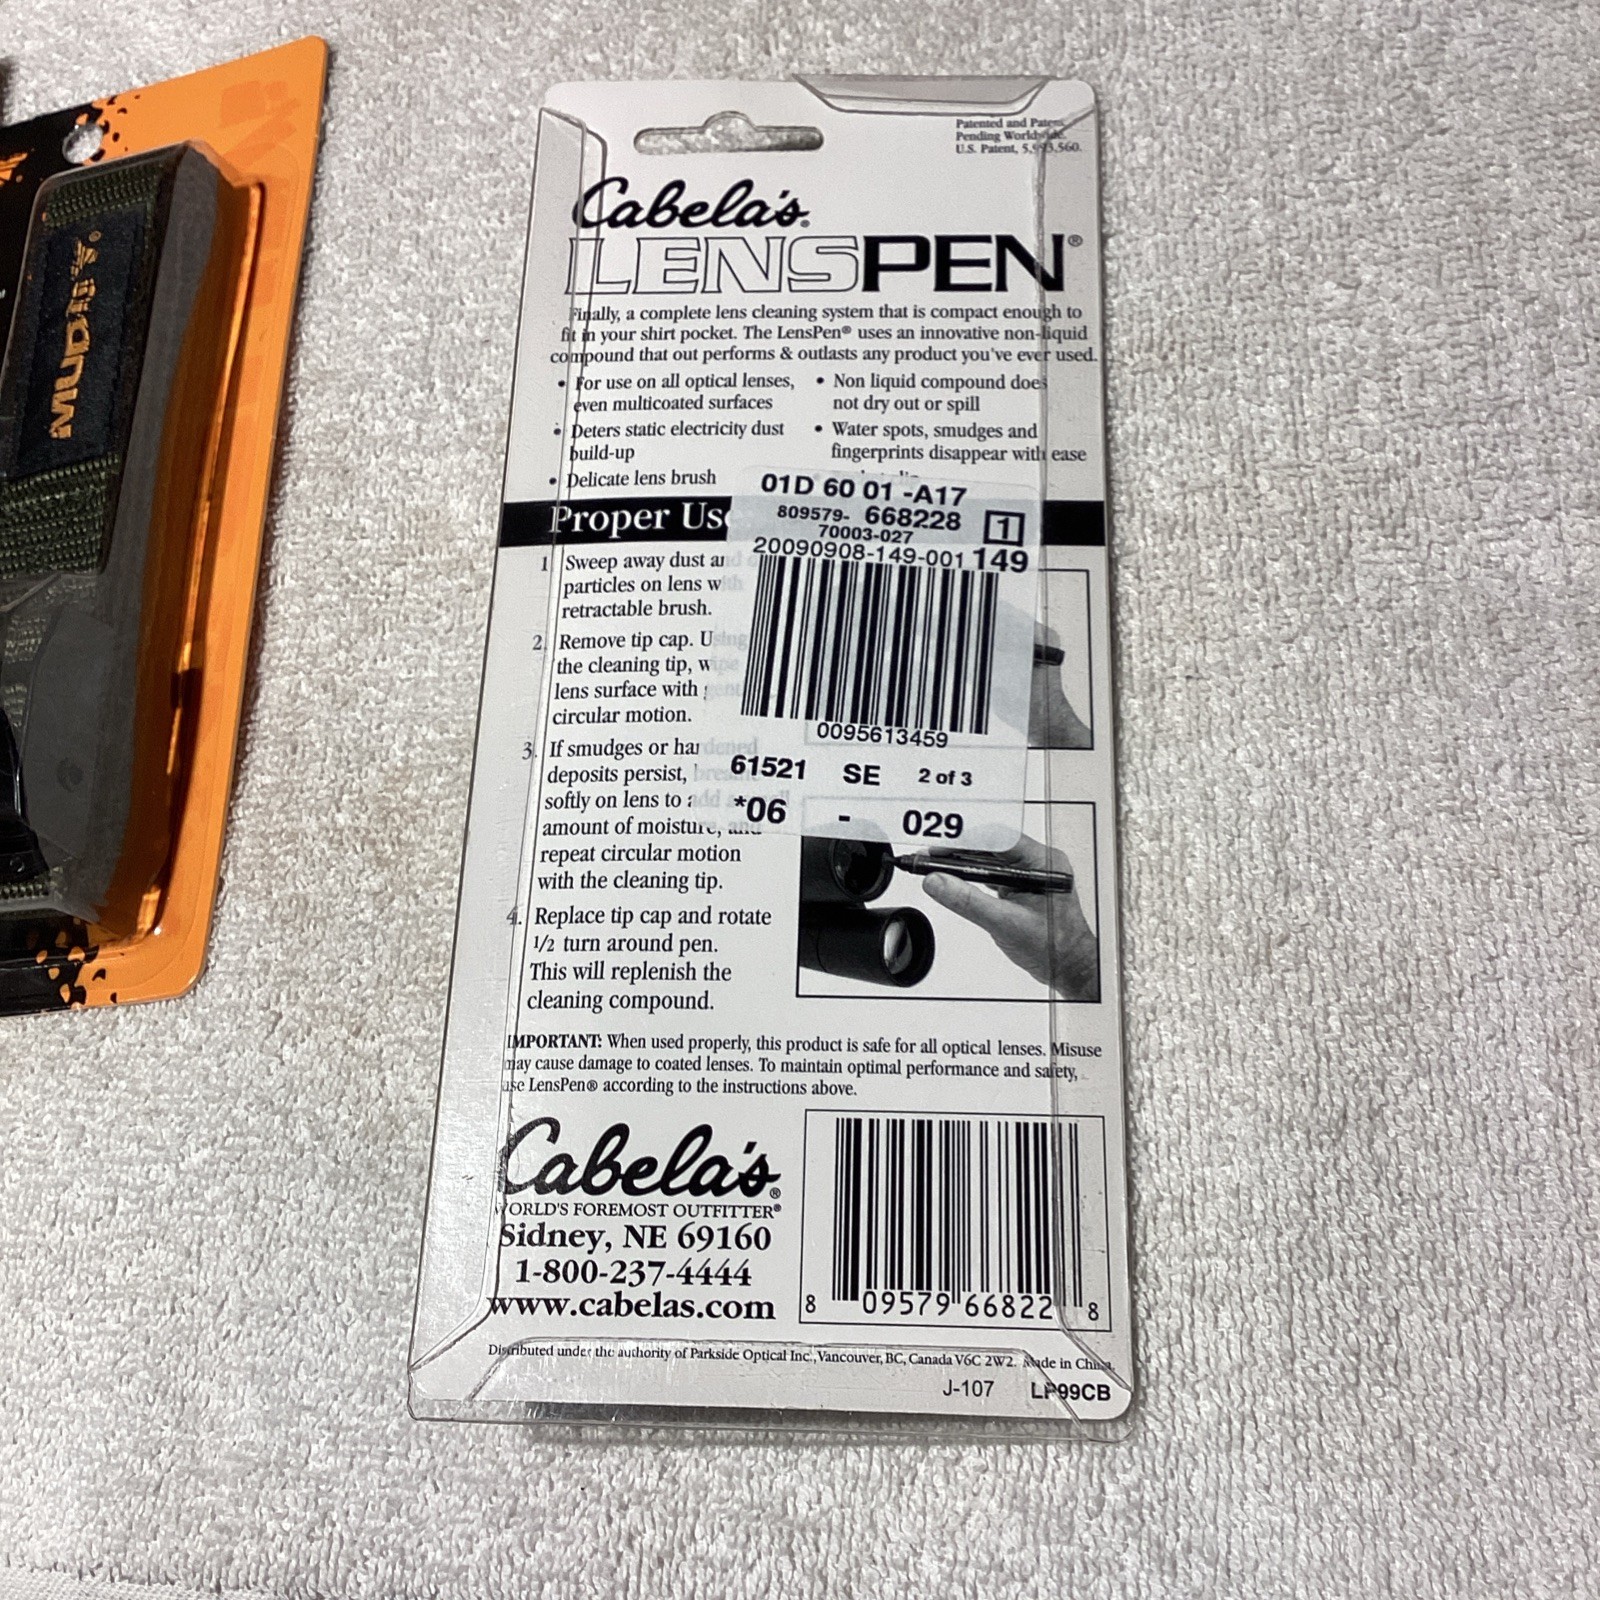 Patented and
Pending
U.S. Patent, 5,993,560.
Cabela's®
LENSPEN®
Finally, a complete lens cleaning system that is compact enough to
fit in your shirt pocket. The LensPen® uses an innovative non-liquid
compound that out performs & outlasts any product you've ever used.
• For use on all optical lenses,
even multicoated surfaces
• Deters static electricity dust
build-up
• Delicate lens brush
• Non liquid compound does
not dry out or spill
• Water spots, smudges and
fingerprints disappear with ease
01D 60 01 -A17
809579- 668228 1
70003-027
20090908-149-001 149
0095613459
61521 SE 2 of 3
*06 - 029
Proper Use
1 Sweep away dust and
particles on lens with
retractable brush.
2. Remove tip cap. Using
the cleaning tip, wipe
lens surface with
circular motion.
3. If smudges or hardened
deposits persist, breathe
softly on lens to add
amount of moisture, and
repeat circular motion
with the cleaning tip.
4. Replace tip cap and rotate
1/2 turn around pen.
This will replenish the
cleaning compound.
IMPORTANT: When used properly, this product is safe for all optical lenses. Misuse
may cause damage to coated lenses. To maintain optimal performance and safety,
use LensPen® according to the instructions above.
Cabela's®
WORLD'S FOREMOST OUTFITTER®
Sidney, NE 69160
1-800-237-4444
www.cabelas.com
8 09579 66822 8
Distributed under the authority of Parkside Optical Inc., Vancouver, BC, Canada V6C 2W2. Made in China.
J-107 LP99CB